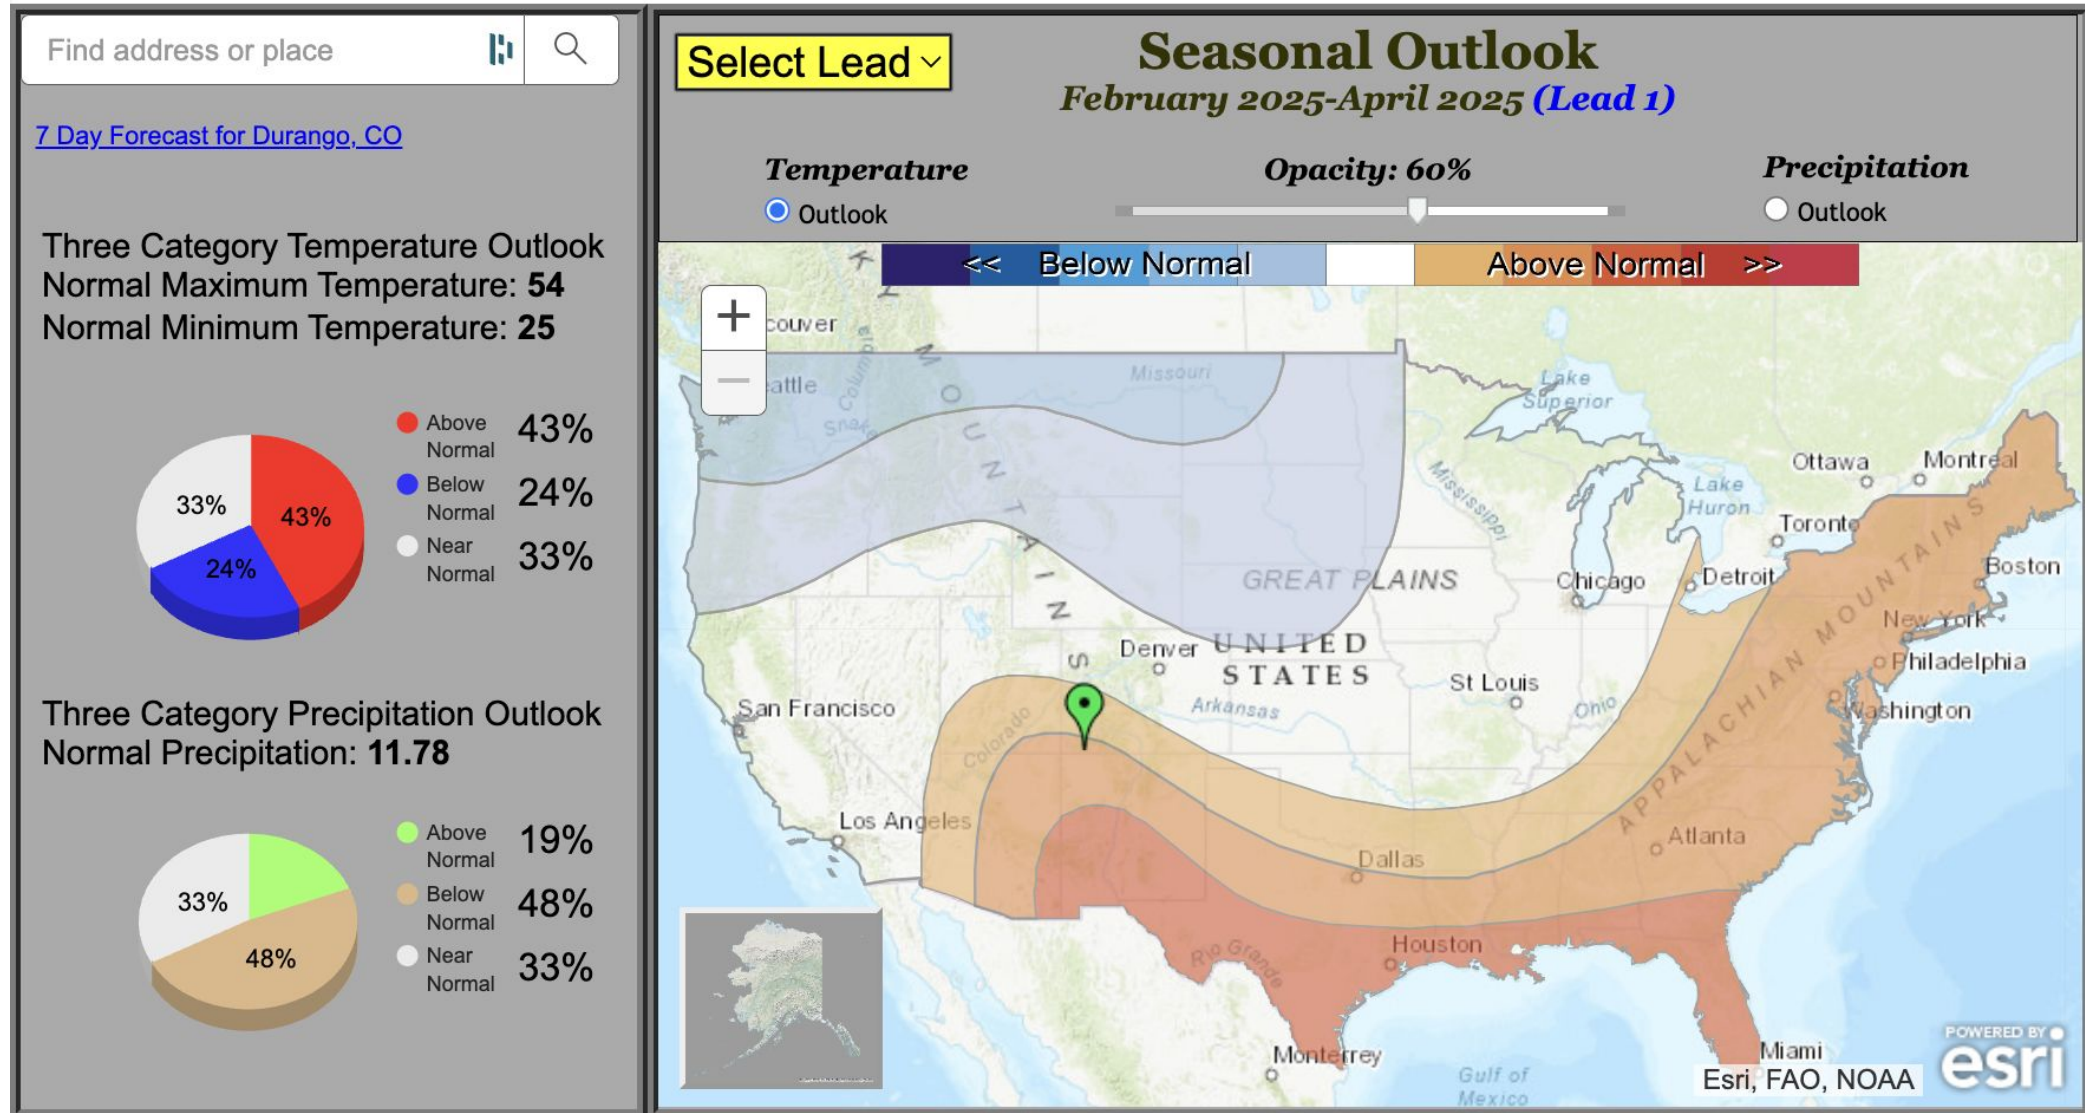 Find address or place
7 Day Forecast for Durango, CO
Three Category Temperature Outlook
Normal Maximum Temperature: 54
Normal Minimum Temperature: 25
Above Normal 43%
Below Normal 24%
Near Normal 33%
33%
43%
24%
Three Category Precipitation Outlook
Normal Precipitation: 11.78
Above Normal 19%
Below Normal 48%
Near Normal 33%
33%
48%
Select Lead
Seasonal Outlook
February 2025-April 2025 (Lead 1)
Temperature
Outlook
Opacity: 60%
Precipitation
Outlook
<< Below Normal
Above Normal >>
+
−
couver
attle
Columbia
Snake
Missouri
MOUNTAINS
Lake
Superior
Mississippi
Ottawa
Montreal
Lake
Huron
Toronto
GREAT PLAINS
Chicago
Detroit
Boston
New York
Denver
UNITED
STATES
Philadelphia
St Louis
San Francisco
Colorado
Arkansas
Ohio
Washington
APPALACHIAN MOUNTAINS
Los Angeles
Dallas
Atlanta
Rio Grande
Houston
Monterrey
Gulf of
Mexico
Miami
Esri, FAO, NOAA
POWERED BY
esri